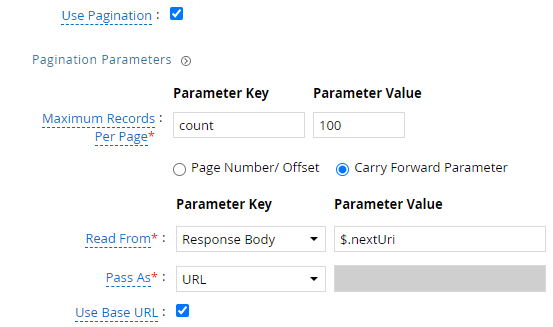 Use Pagination :
Pagination Parameters
Parameter Key Parameter Value
Maximum Records : count 100
Per Page*
Page Number/ Offset Carry Forward Parameter
Parameter Key Parameter Value
Read From* : Response Body $.nextUri
Pass As* : URL
Use Base URL :